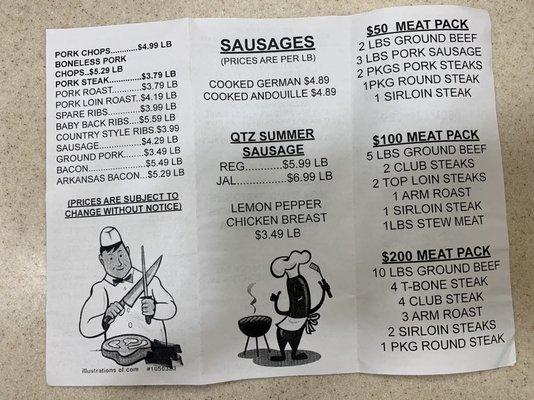 PORK CHOPS............$4.99 LB
BONELESS PORK
CHOPS..$5.29 LB
PORK STEAK.............$3.79 LB
PORK ROAST............$3.79 LB
PORK LOIN ROAST..$4.19 LB
SPARE RIBS.............$3.99 LB
BABY BACK RIBS....$5.59 LB
COUNTRY STYLE RIBS.$3.99
SAUSAGE.................$4.29 LB
GROUND PORK.......$3.49 LB
BACON.....................$5.49 LB
ARKANSAS BACON...$5.29 LB
(PRICES ARE SUBJECT TO
CHANGE WITHOUT NOTICE)
illustrations of.com #1050333
SAUSAGES
(PRICES ARE PER LB)
COOKED GERMAN $4.89
COOKED ANDOUILLE $4.89
QTZ SUMMER
SAUSAGE
REG...........$5.99 LB
JAL..............$6.99 LB
LEMON PEPPER
CHICKEN BREAST
$3.49 LB
$50 MEAT PACK
2 LBS GROUND BEEF
3 LBS PORK SAUSAGE
2 PKGS PORK STEAKS
1PKG ROUND STEAK
1 SIRLOIN STEAK
$100 MEAT PACK
5 LBS GROUND BEEF
2 CLUB STEAKS
2 TOP LOIN STEAKS
1 ARM ROAST
1 SIRLOIN STEAK
1LBS STEW MEAT
$200 MEAT PACK
10 LBS GROUND BEEF
4 T-BONE STEAK
4 CLUB STEAK
3 ARM ROAST
2 SIRLOIN STEAKS
1 PKG ROUND STEAK